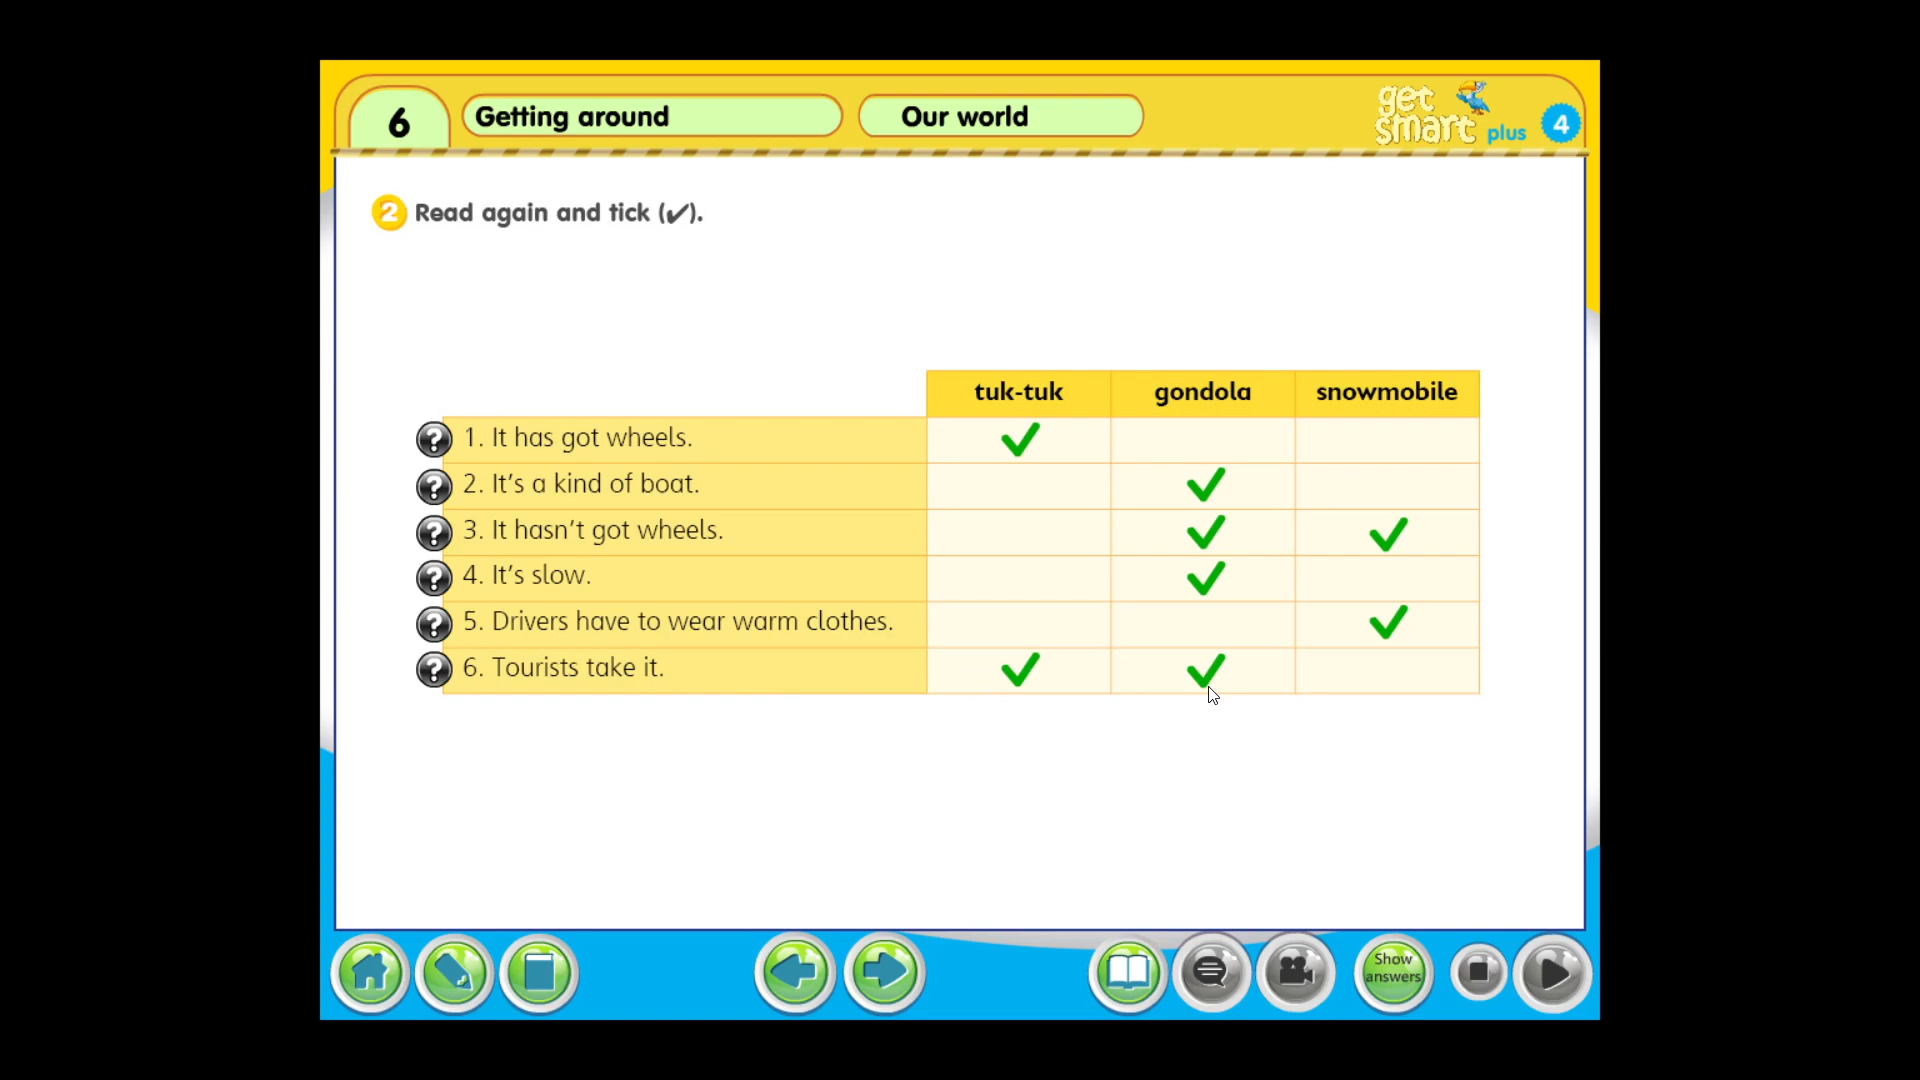 6 Getting around Our world
get smart plus 4
2 Read again and tick (✔).
tuk-tuk gondola snowmobile
? 1. It has got wheels. ✔
? 2. It's a kind of boat. ✔
? 3. It hasn't got wheels. ✔ ✔
? 4. It's slow. ✔
? 5. Drivers have to wear warm clothes. ✔
? 6. Tourists take it. ✔ ✔
Show
answers